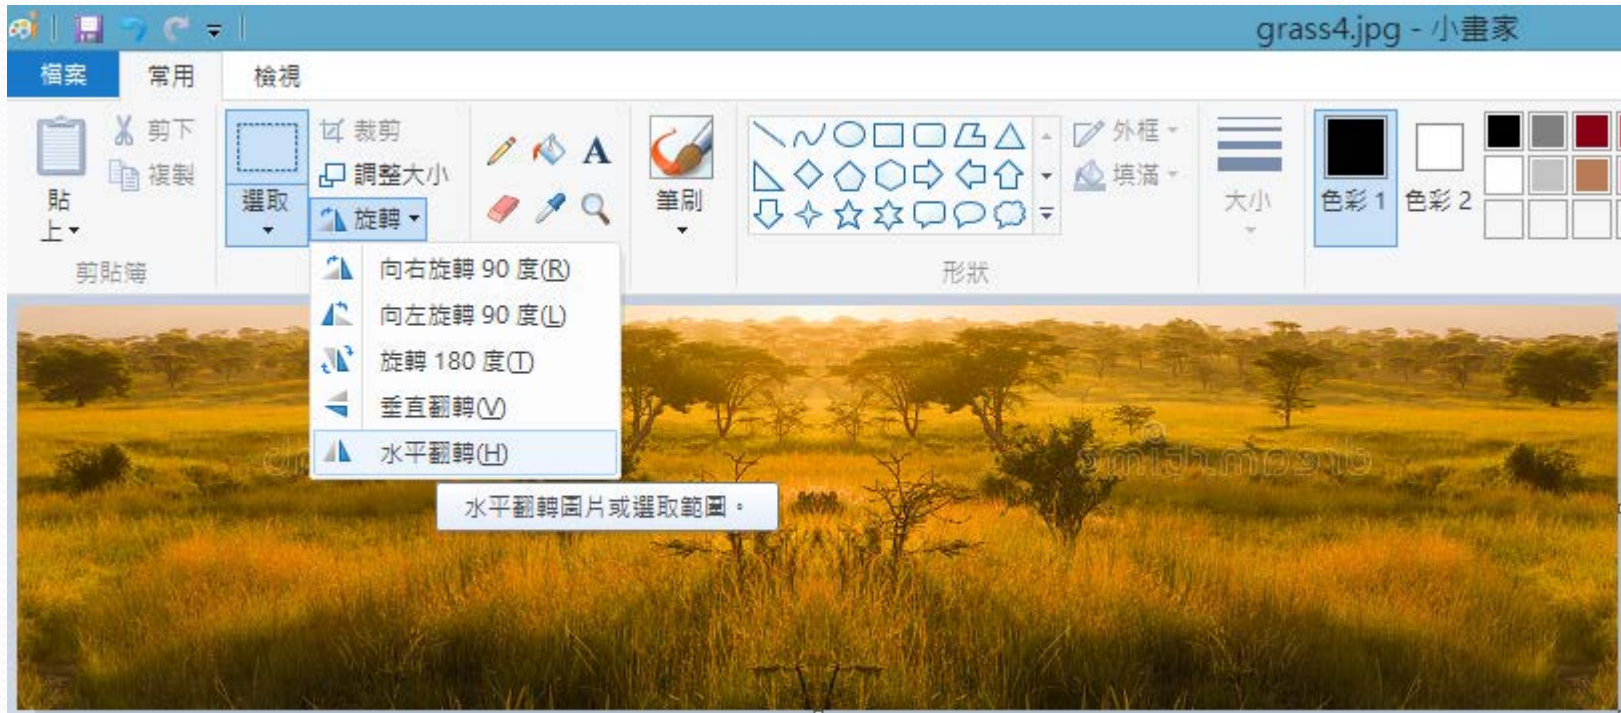 grass4.jpg - 小畫家
檔案 常用 檢視
剪下 裁剪 外框
複製 調整大小 填滿
貼上 選取 旋轉 筆刷 大小 色彩 1 色彩 2
剪貼簿 形狀
向右旋轉 90 度(R)
向左旋轉 90 度(L)
旋轉 180 度(T)
垂直翻轉(V)
水平翻轉(H)
水平翻轉圖片或選取範圍。